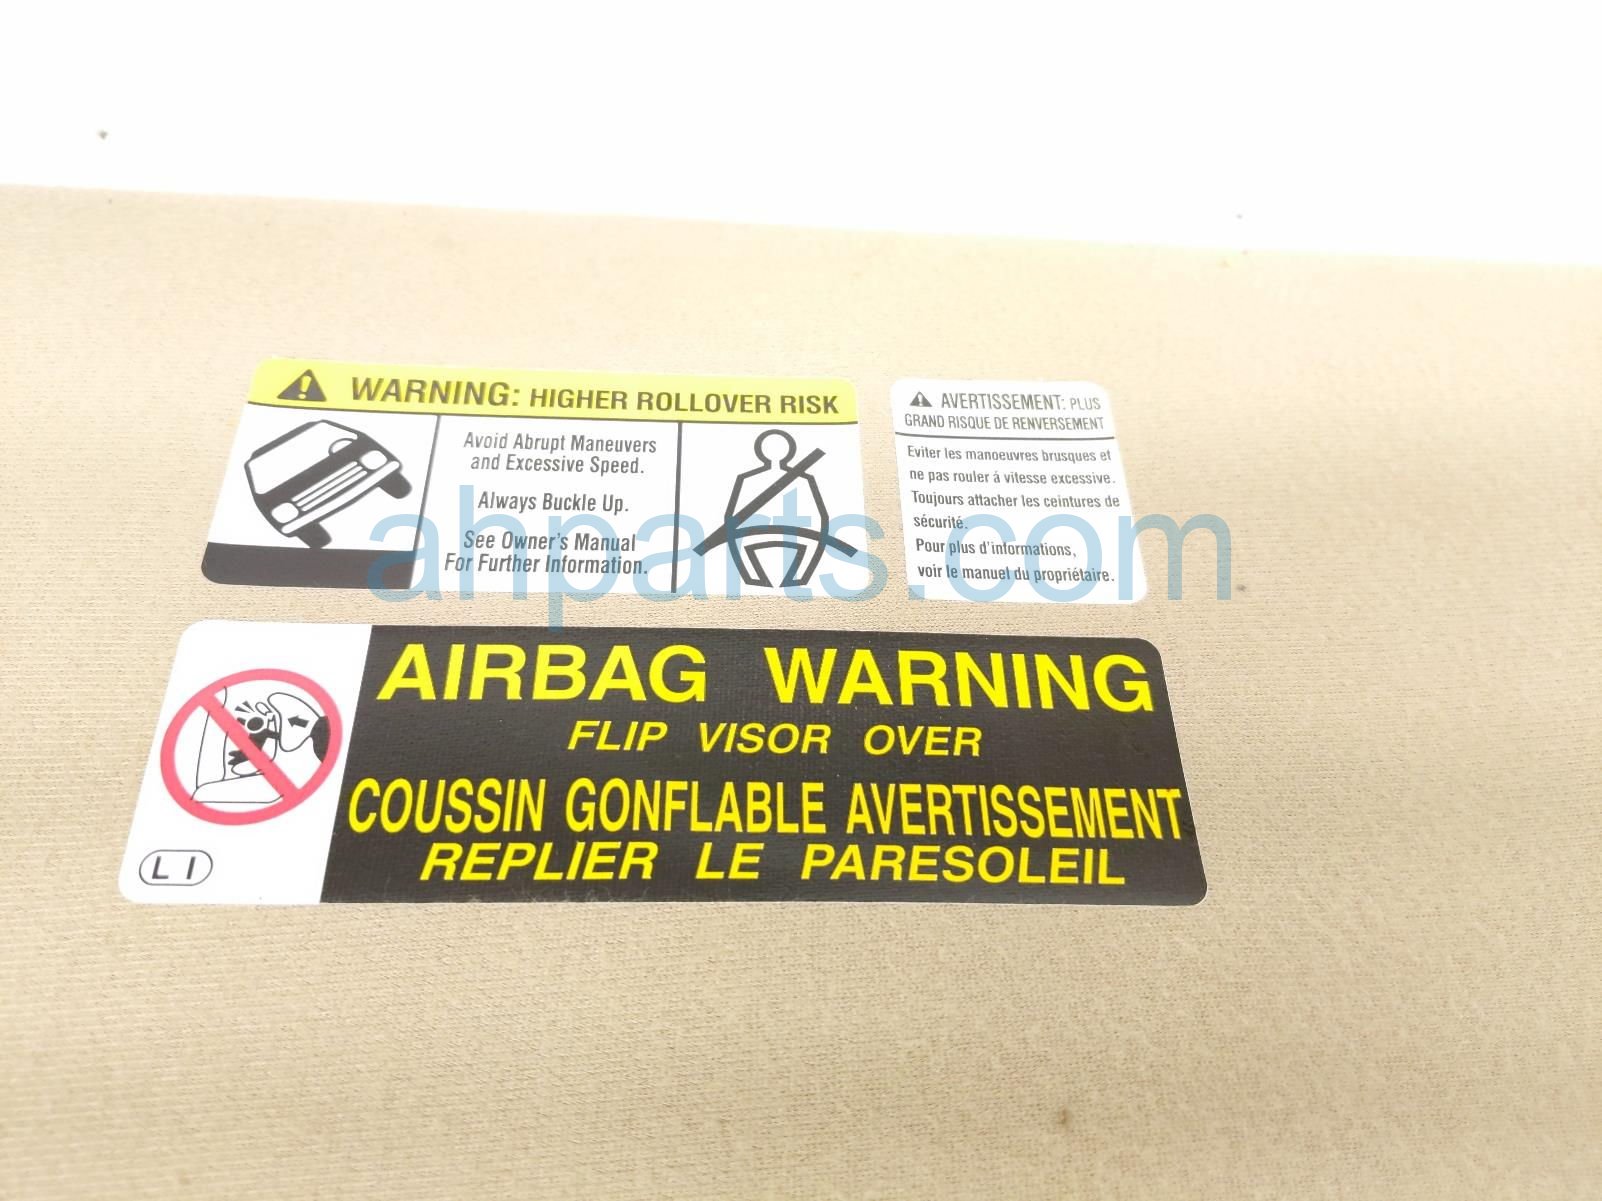 WARNING: HIGHER ROLLOVER RISK
Avoid Abrupt Maneuvers
and Excessive Speed.
Always Buckle Up.
See Owner's Manual
For Further Information.
AVERTISSEMENT: PLUS
GRAND RISQUE DE RENVERSEMENT
Eviter les manoeuvres brusques et
ne pas rouler á vitesse excessive.
Toujours attacher les ceintures de
sécurité.
Pour plus d'informations,
voir le manuel du propriétaire.
ahparts.com
AIRBAG WARNING
FLIP VISOR OVER
COUSSIN GONFLABLE AVERTISSEMENT
REPLIER LE PARESOLEIL
L I